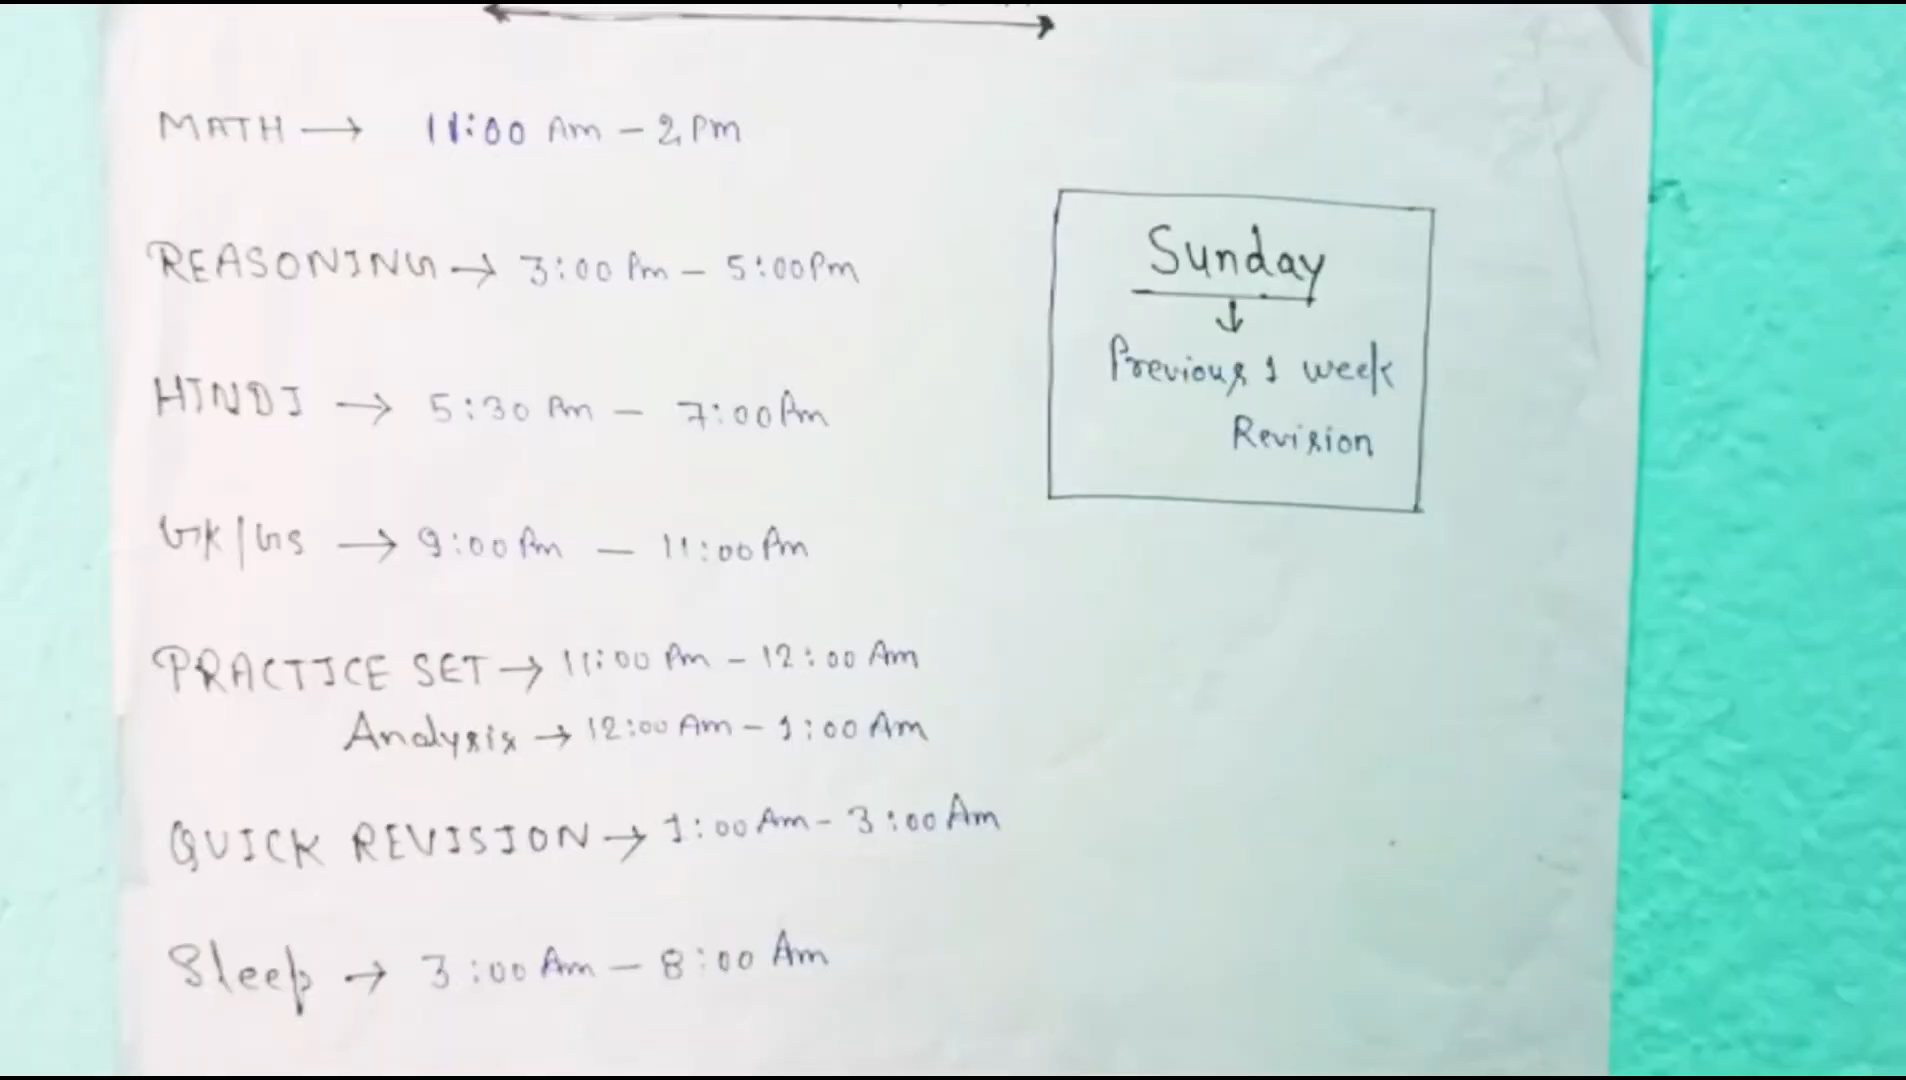 MATH → 11:00 Am - 2 Pm
REASONING → 3:00 Pm - 5:00 Pm
HINDI → 5:30 Pm - 7:00 Pm
GK/GS → 9:00 Pm - 11:00 Pm
PRACTICE SET → 11:00 Pm - 12:00 Am
Analysis → 12:00 Am - 1:00 Am
QUICK REVISION → 1:00 Am - 3:00 Am
Sleep → 3:00 Am - 8:00 Am
Sunday
↓
Previous 1 week
Revision